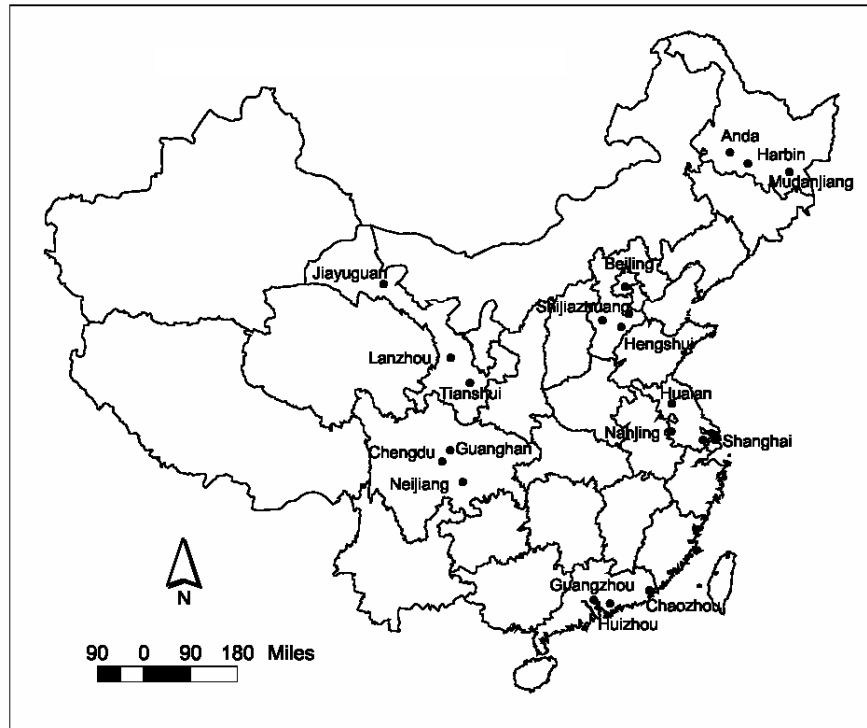 Anda
Harbin
Mudanjiang
Beijing
Jiayuguan
Shijiazhuang
Hengshui
Lanzhou
Tianshui
Huaian
Nanjing
Shanghai
Guanghan
Chengdu
Neijiang
Guangzhou
Chaozhou
Huizhou
N
90 0 90 180 Miles